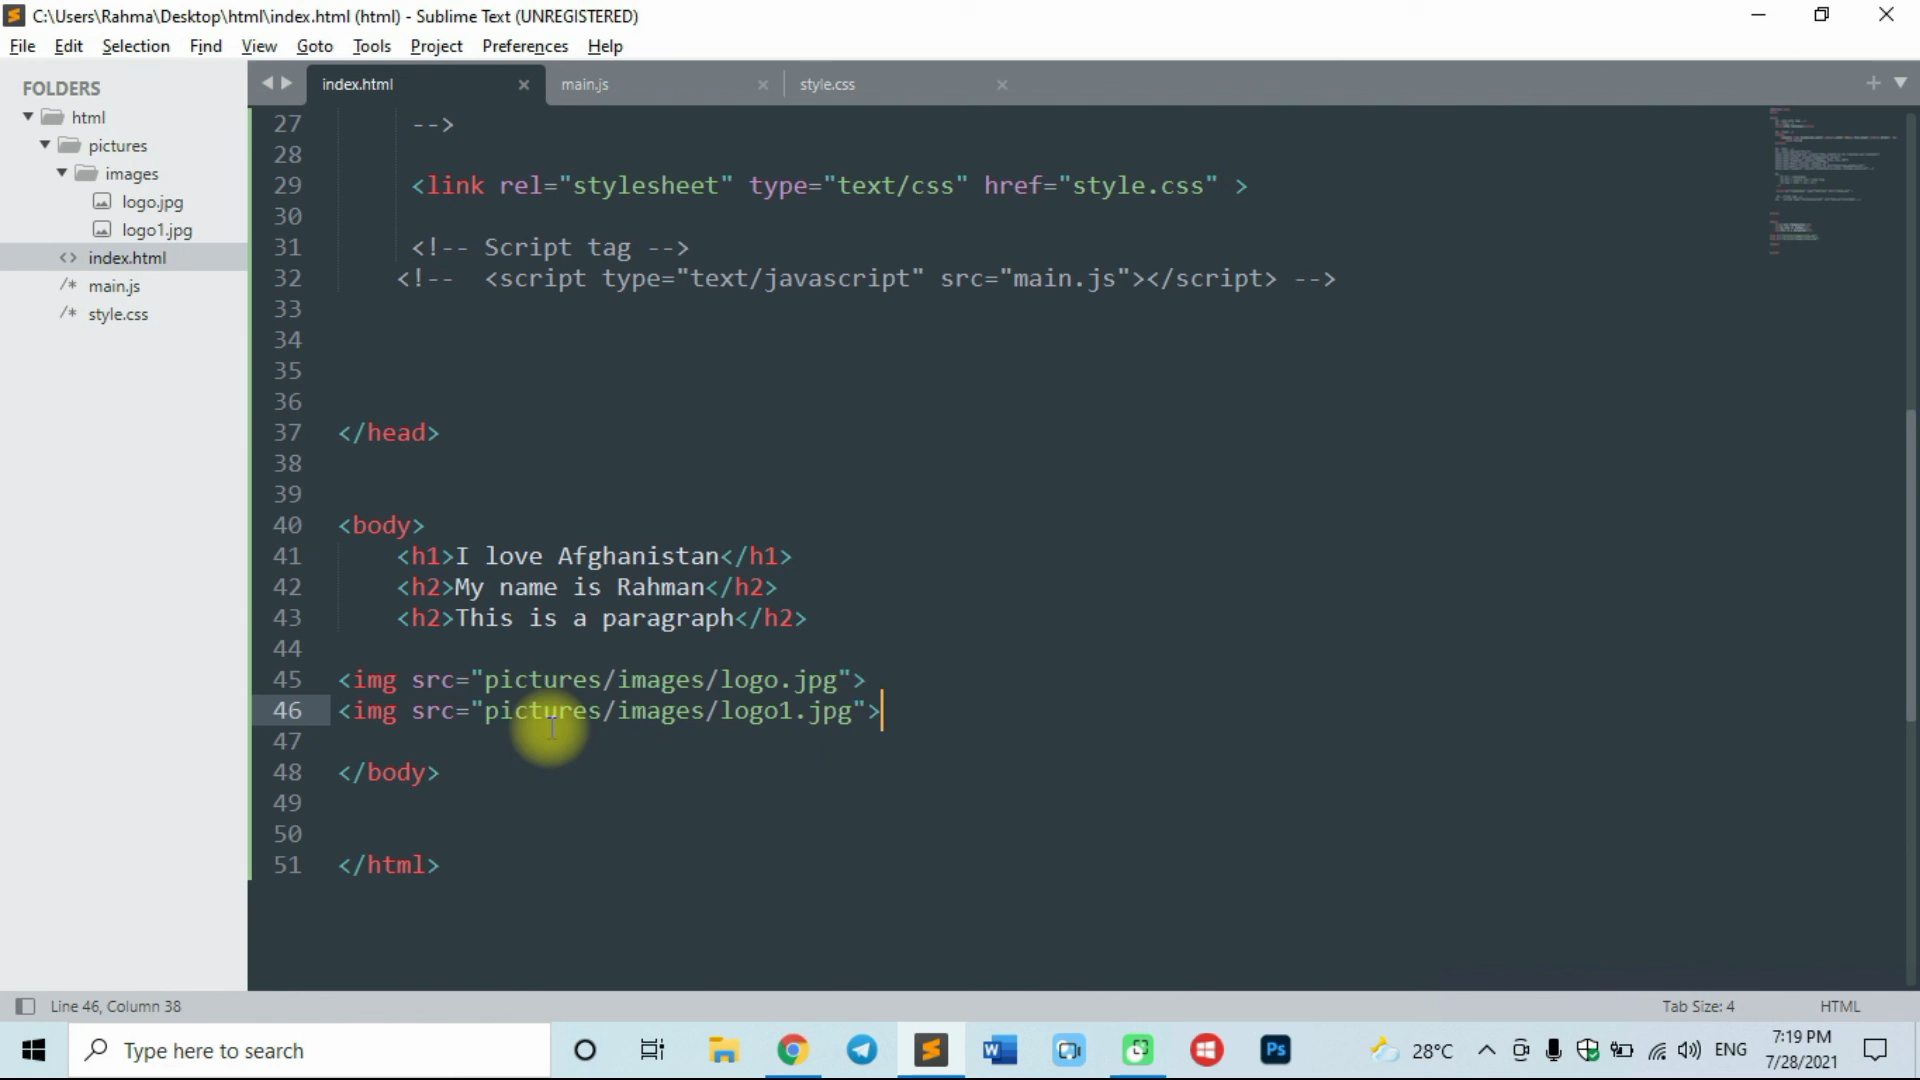 C:\Users\Rahma\Desktop\html\index.html (html) - Sublime Text (UNREGISTERED)
File Edit Selection Find View Goto Tools Project Preferences Help
FOLDERS
html
pictures
images
logo.jpg
logo1.jpg
<> index.html
/* main.js
/* style.css
index.html main.js style.css
27 -->
28
29 <link rel="stylesheet" type="text/css" href="style.css" >
30
31 <!-- Script tag -->
32 <!-- <script type="text/javascript" src="main.js"></script> -->
33
34
35
36
37 </head>
38
39
40 <body>
41 <h1>I love Afghanistan</h1>
42 <h2>My name is Rahman</h2>
43 <h2>This is a paragraph</h2>
44
45 <img src="pictures/images/logo.jpg">
46 <img src="pictures/images/logo1.jpg">
47
48 </body>
49
50
51 </html>
Line 46, Column 38 Tab Size: 4 HTML
Type here to search
Ps
28°C
ENG
7:19 PM
7/28/2021